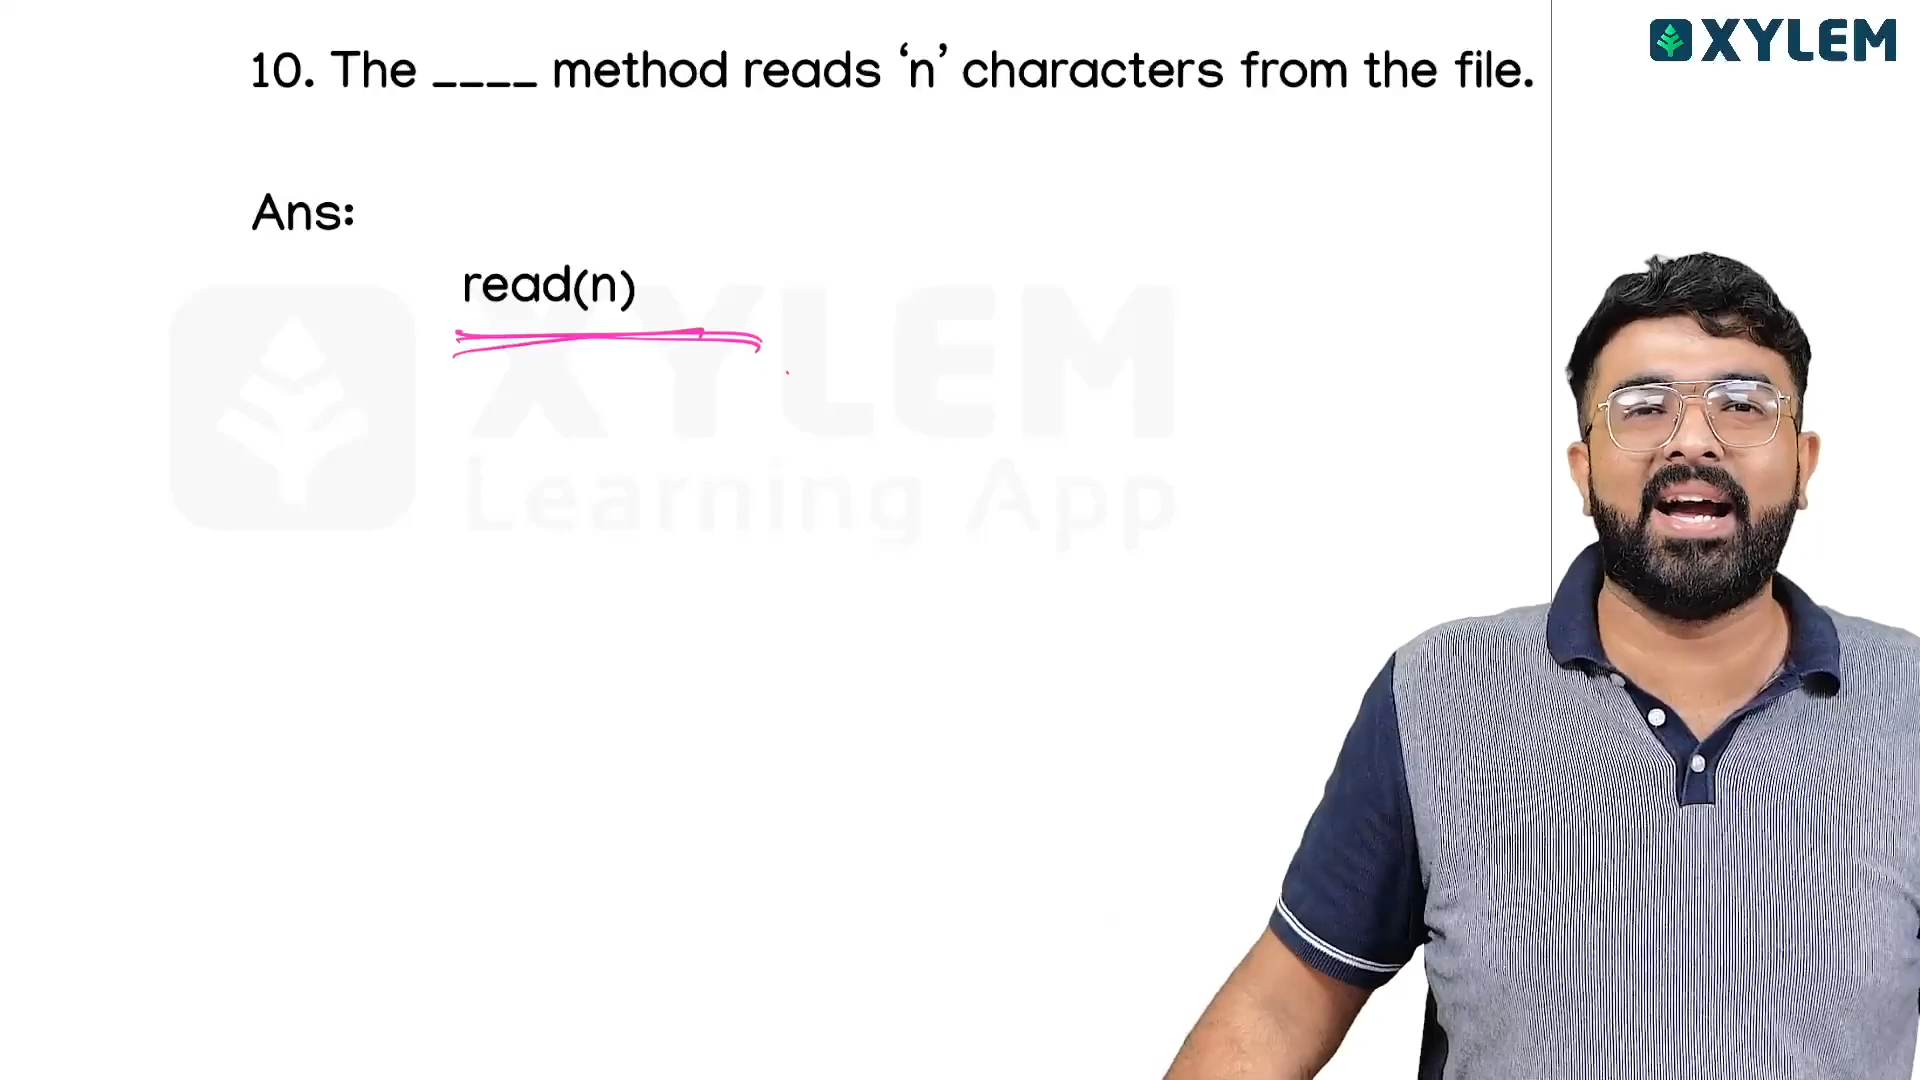 XYLEM
10. The ____ method reads ‘n’ characters from the file.
Ans:
read(n)
XYLEM
Learning App